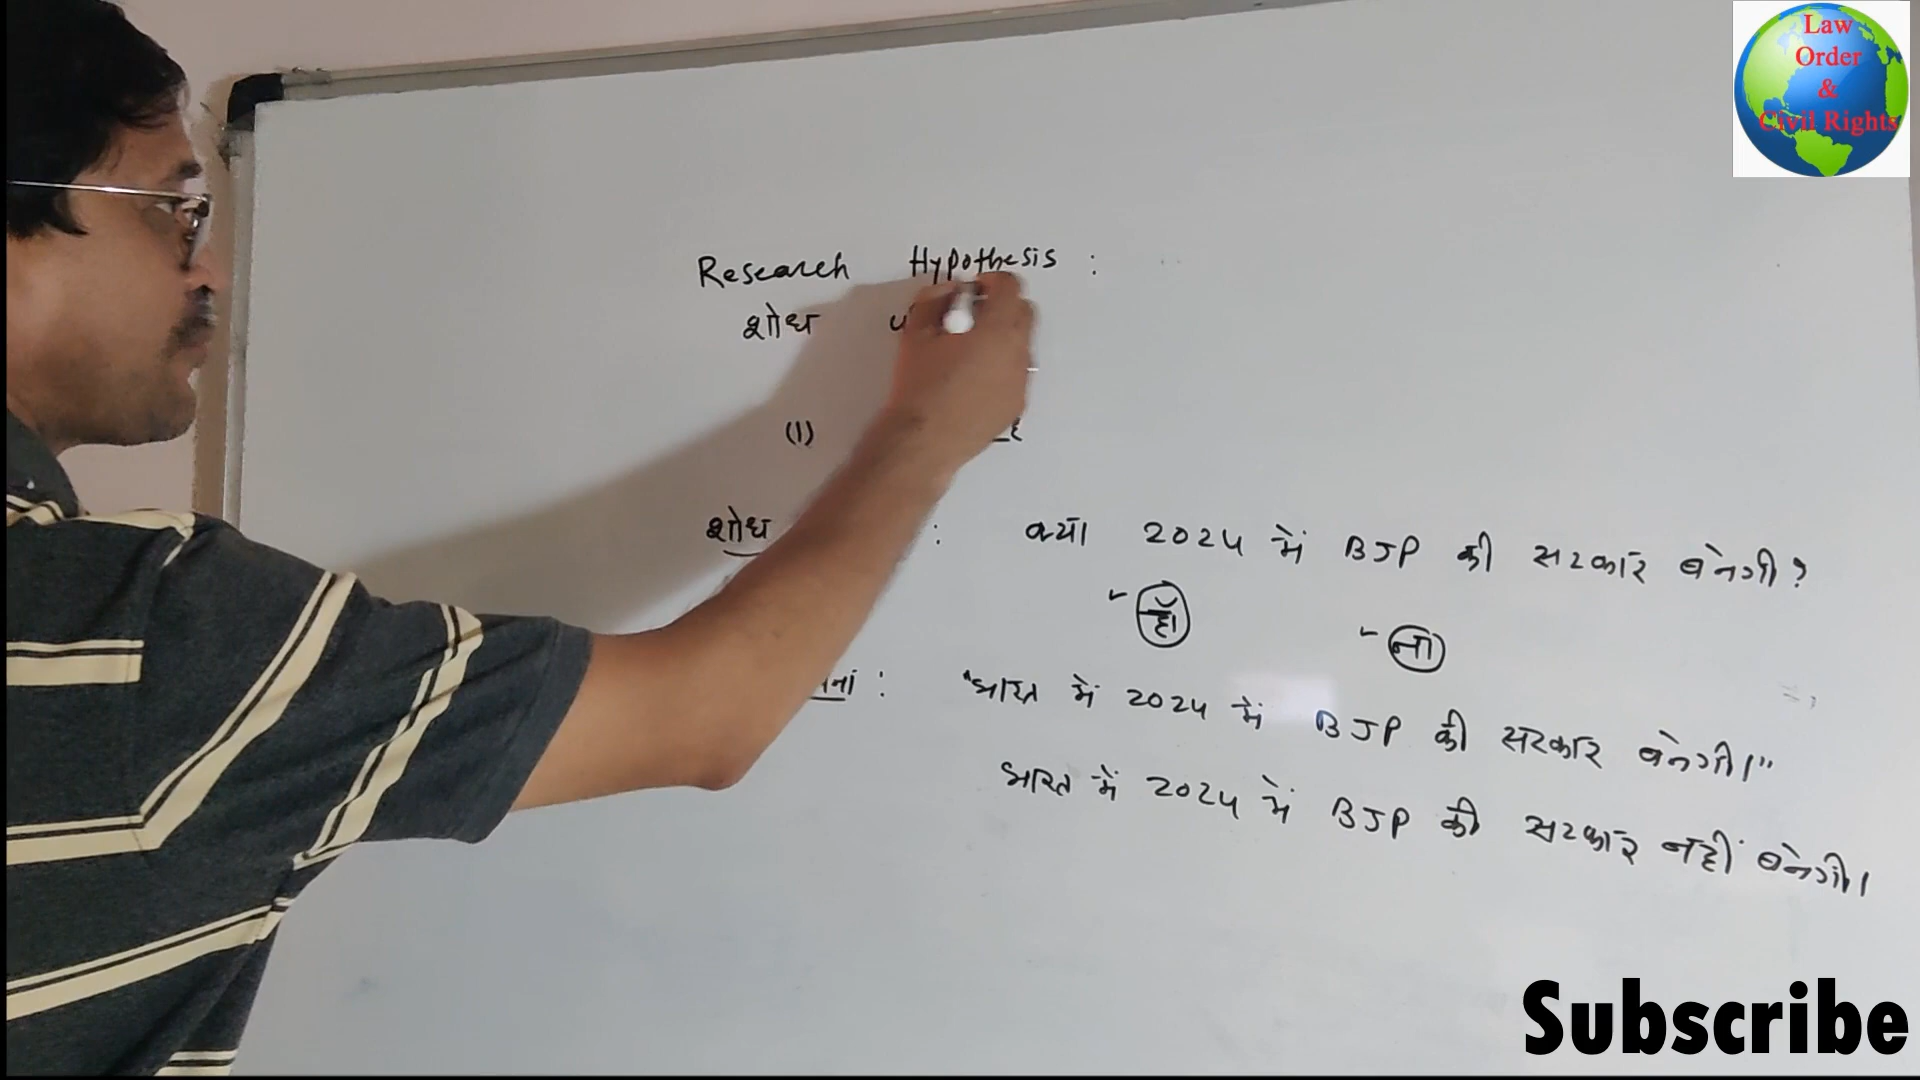 Law
Order
&
Civil Rights
Research Hypothesis :
शोध
(1)
शोध : क्या 2024 में BJP की सरकार बनेगी ?
हाँ ना
: "भारत में 2024 में BJP की सरकार बनेगी ।"
भारत में 2024 में BJP की सरकार नहीं बनेगी ।
Subscribe